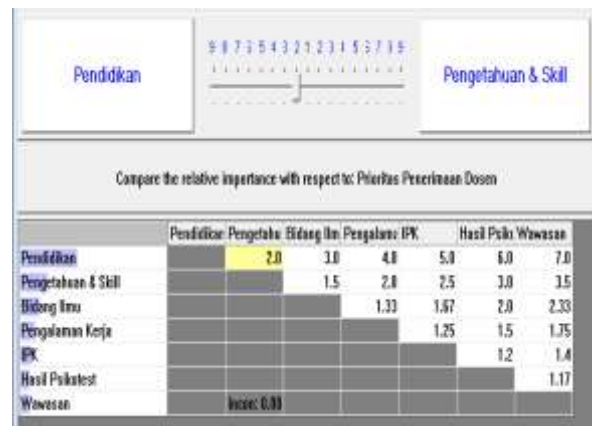 Pendidikan
9 8 7 6 5 4 3 2 1 2 3 4 5 6 7 8 9
Pengetahuan & Skill
Compare the relative importance with respect to: Prioritas Penerimaan Dosen
Pendidikan Pengetahu Bidang Ilm Pengalama IPK Hasil Psiko Wawasan
Pendidikan 2.0 3.0 4.0 5.0 6.0 7.0
Pengetahuan & Skill 1.5 2.0 2.5 3.0 3.5
Bidang Ilmu 1.33 1.67 2.0 2.33
Pengalaman Kerja 1.25 1.5 1.75
IPK 1.2 1.4
Hasil Psikotest 1.17
Wawasan Incon: 0.00